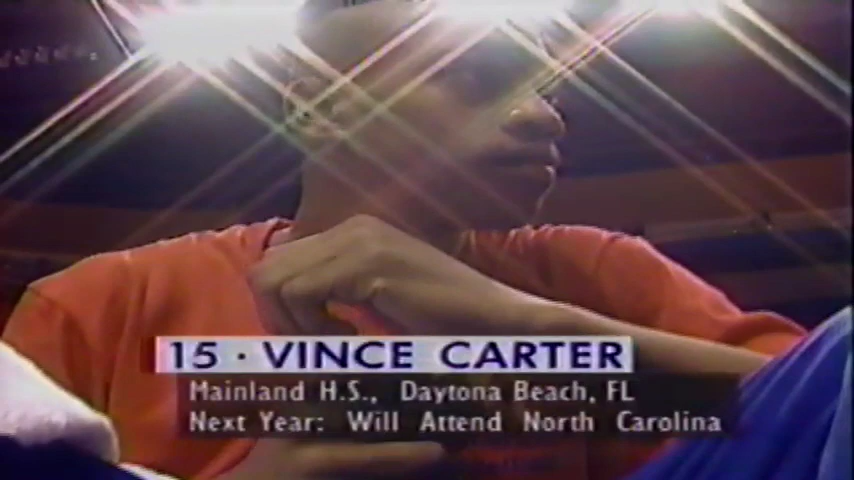 15 · VINCE CARTER
Mainland H.S., Daytona Beach, FL
Next Year: Will Attend North Carolina